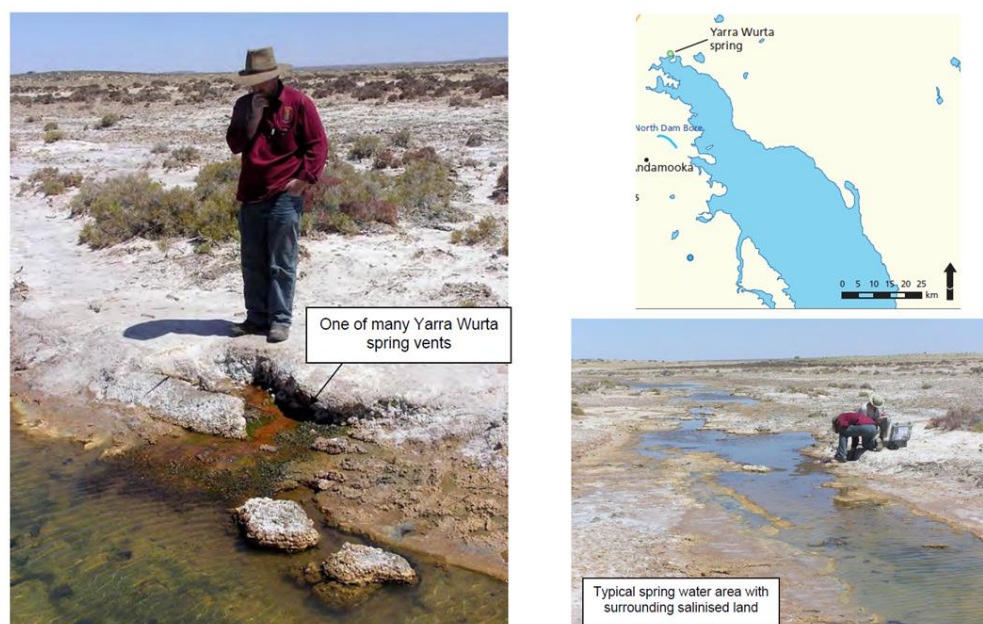 One of many Yarra Wurta
spring vents
Yarra Wurta
spring
North Dam Bore
Andamooka
0 5 10 15 20 25
km
Typical spring water area with
surrounding salinised land